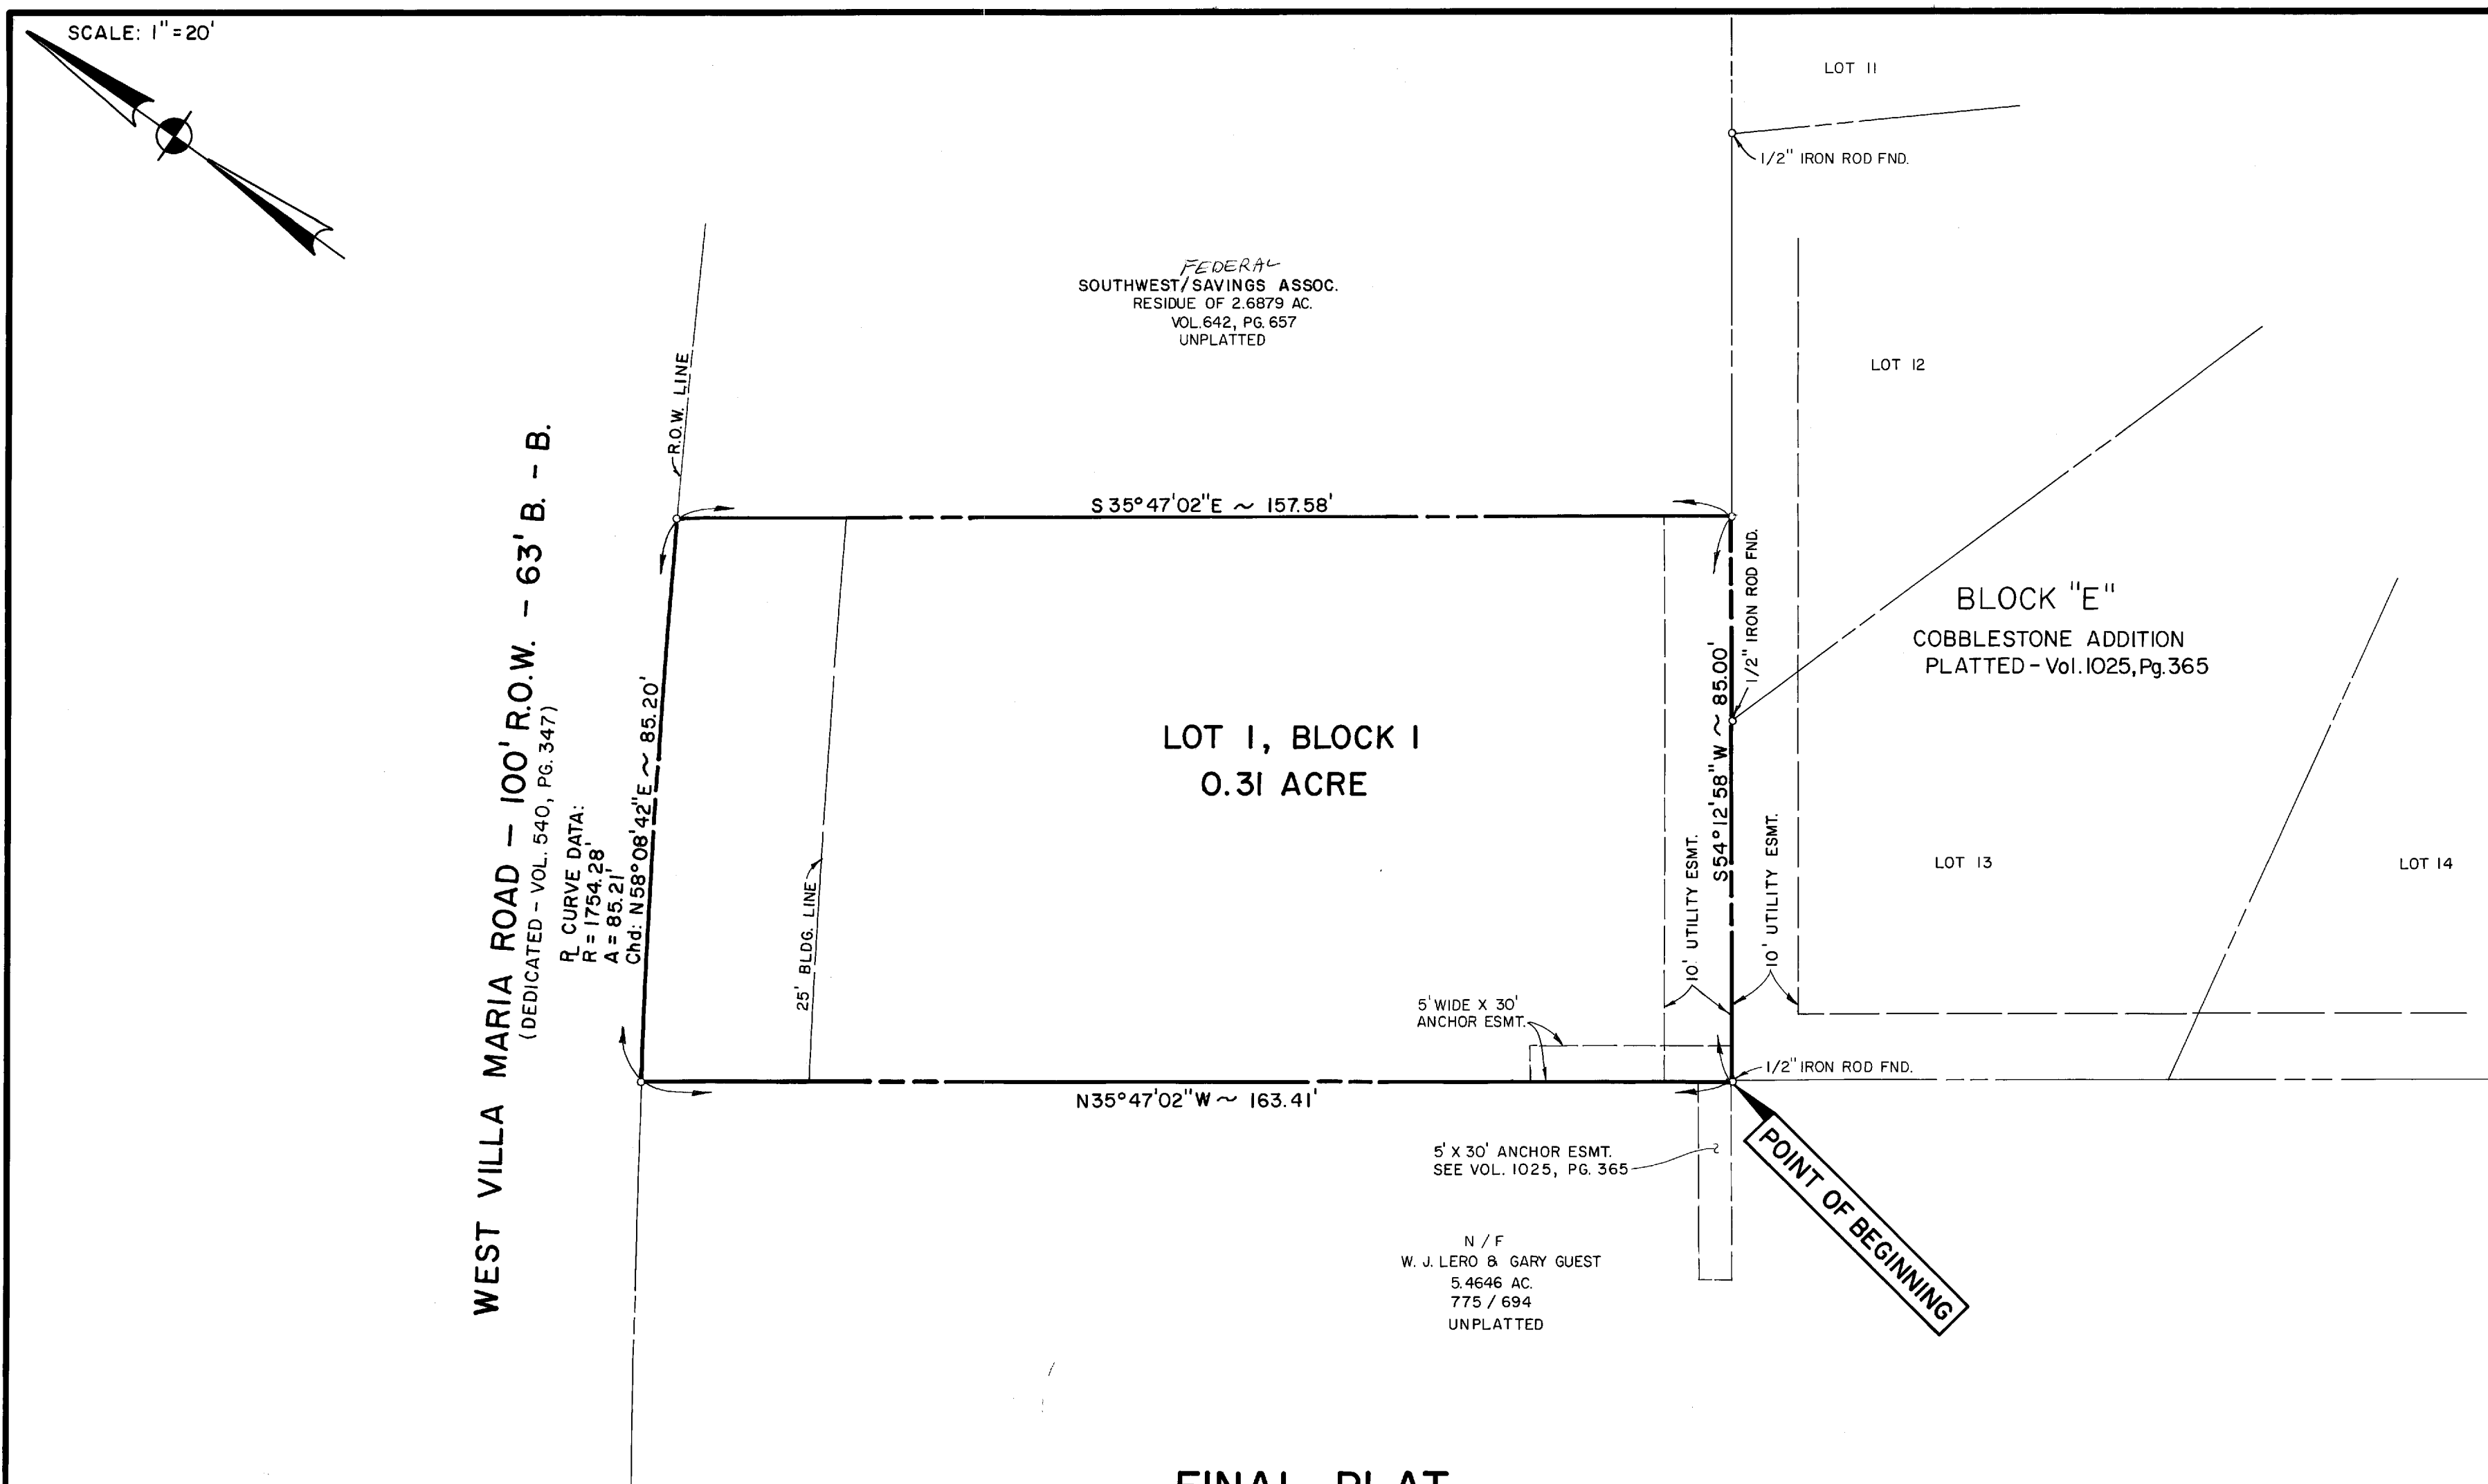 SCALE: 1"=20'
LOT 11
1/2" IRON ROD FND.
FEDERAL
SOUTHWEST/SAVINGS ASSOC.
RESIDUE OF 2.6879 AC.
VOL.642, PG.657
UNPLATTED
LOT 12
R.O.W. LINE
S 35°47'02"E ~ 157.58'
WEST VILLA MARIA ROAD - 100' R.O.W. - 63' B. - B.
(DEDICATED - VOL. 540, PG. 347)
PL CURVE DATA:
R = 1754.28'
A = 85.21'
Chd: N58°08'42"E ~ 85.20'
25' BLDG. LINE
LOT 1, BLOCK 1
0.31 ACRE
10' UTILITY ESMT.
S54°12'58"W ~ 85.00'
1/2" IRON ROD FND.
10' UTILITY ESMT.
BLOCK "E"
COBBLESTONE ADDITION
PLATTED - Vol.1025, Pg.365
LOT 13
LOT 14
5' WIDE X 30'
ANCHOR ESMT.
1/2" IRON ROD FND.
N35°47'02"W ~ 163.41'
POINT OF BEGINNING
5' X 30' ANCHOR ESMT.
SEE VOL. 1025, PG. 365
N / F
W. J. LERO & GARY GUEST
5.4646 AC.
775 / 694
UNPLATTED
FINAL PLAT